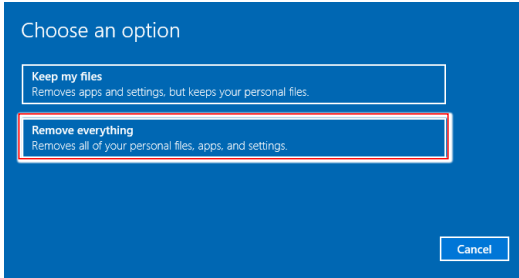 Choose an option
Keep my files
Removes apps and settings, but keeps your personal files.
Remove everything
Removes all of your personal files, apps, and settings.
Cancel